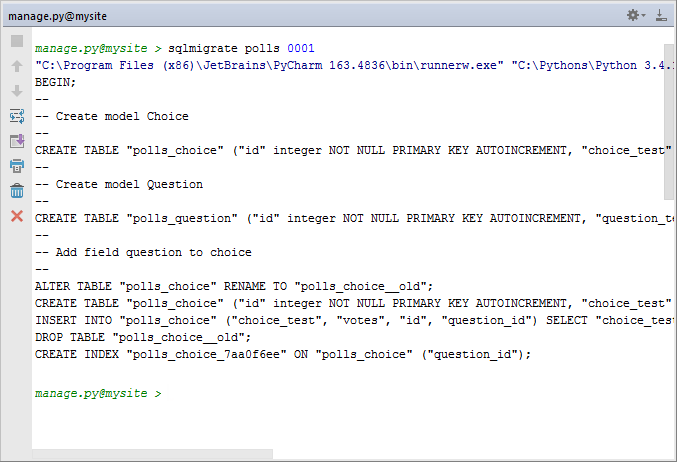 manage.py@mysite
manage.py@mysite > sqlmigrate polls 0001
"C:\Program Files (x86)\JetBrains\PyCharm 163.4836\bin\runnerw.exe" "C:\Pythons\Python 3.4.
BEGIN;
--
-- Create model Choice
--
CREATE TABLE "polls_choice" ("id" integer NOT NULL PRIMARY KEY AUTOINCREMENT, "choice_test"
--
-- Create model Question
--
CREATE TABLE "polls_question" ("id" integer NOT NULL PRIMARY KEY AUTOINCREMENT, "question_te
--
-- Add field question to choice
--
ALTER TABLE "polls_choice" RENAME TO "polls_choice__old";
CREATE TABLE "polls_choice" ("id" integer NOT NULL PRIMARY KEY AUTOINCREMENT, "choice_test"
INSERT INTO "polls_choice" ("choice_test", "votes", "id", "question_id") SELECT "choice_tes
DROP TABLE "polls_choice__old";
CREATE INDEX "polls_choice_7aa0f6ee" ON "polls_choice" ("question_id");
manage.py@mysite >